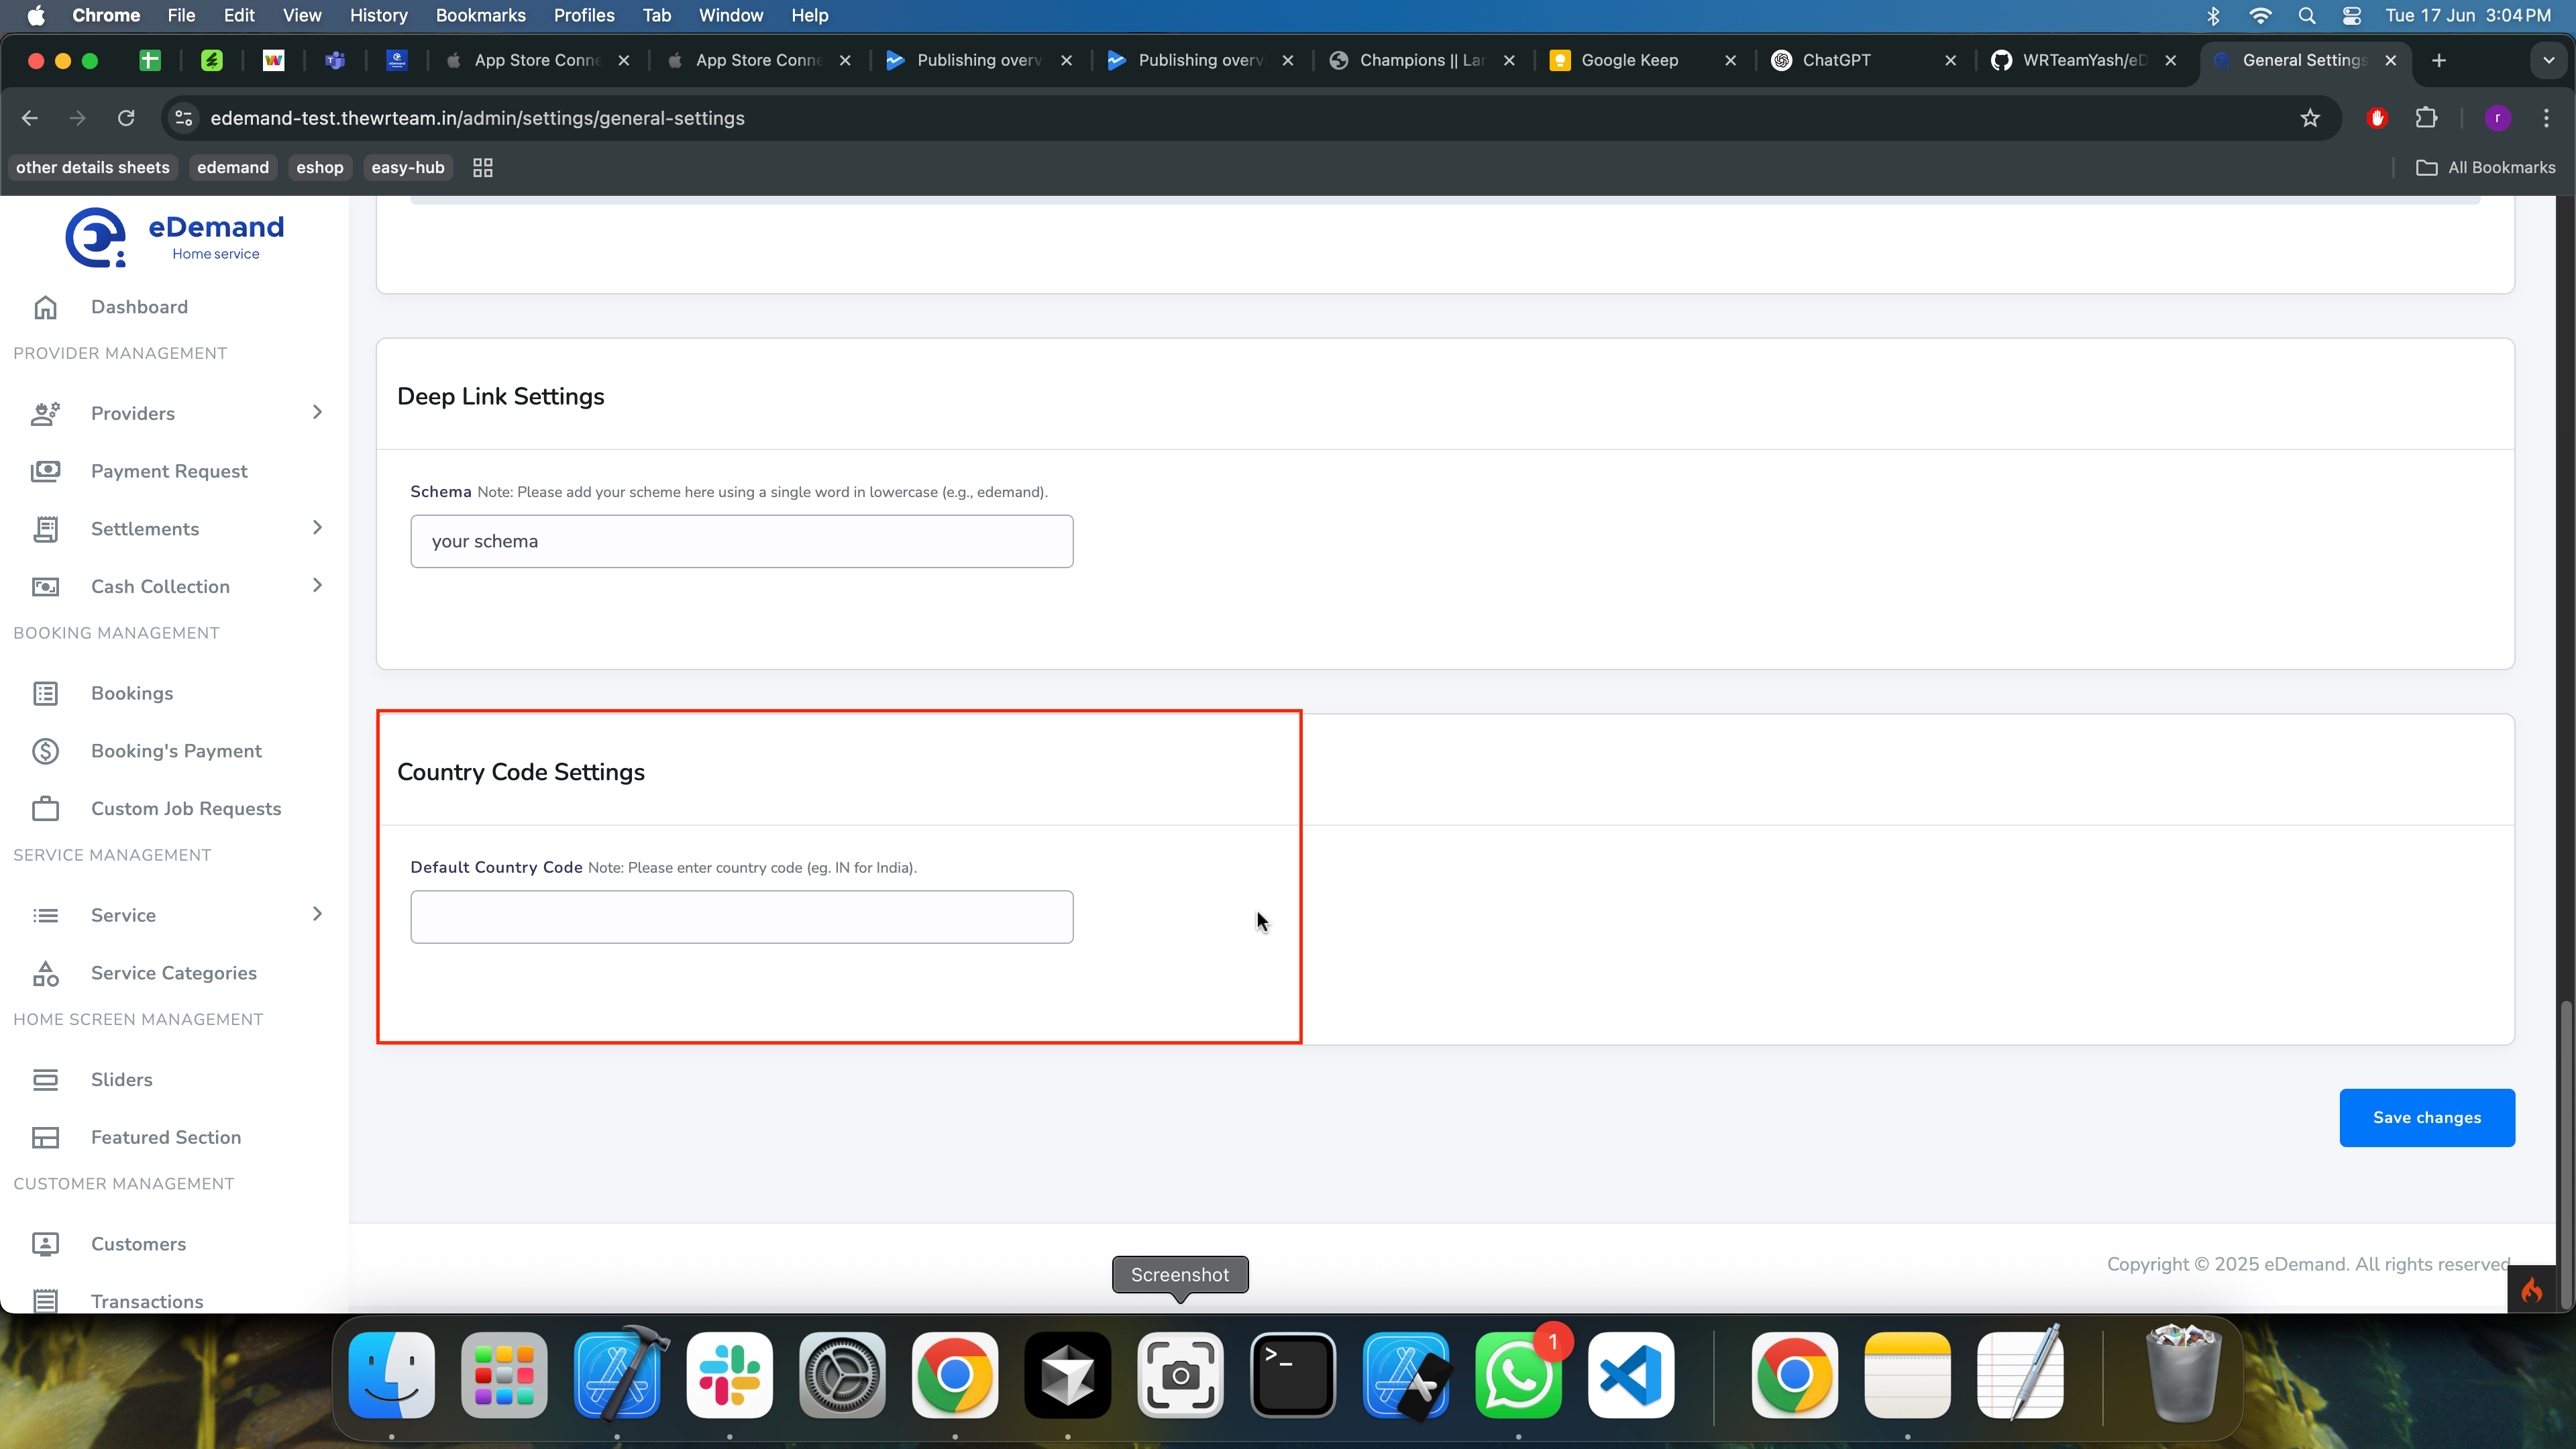 Chrome File Edit View History Bookmarks Profiles Tab Window Help Tue 17 Jun 3:04 PM
App Store Conne App Store Conne Publishing overv Publishing overv Champions || Lar Google Keep ChatGPT WRTeamYash/eD General Settings
edemand-test.thewrteam.in/admin/settings/general-settings r
other details sheets edemand eshop easy-hub All Bookmarks
eDemand
Home service
Dashboard
PROVIDER MANAGEMENT
Providers
Payment Request
Settlements
Cash Collection
BOOKING MANAGEMENT
Bookings
Booking's Payment
Custom Job Requests
SERVICE MANAGEMENT
Service
Service Categories
HOME SCREEN MANAGEMENT
Sliders
Featured Section
CUSTOMER MANAGEMENT
Customers
Transactions
Deep Link Settings
Schema Note: Please add your scheme here using a single word in lowercase (e.g., edemand).
your schema
Country Code Settings
Default Country Code Note: Please enter country code (eg. IN for India).
Save changes
Copyright © 2025 eDemand. All rights reserved
Screenshot
>_
1